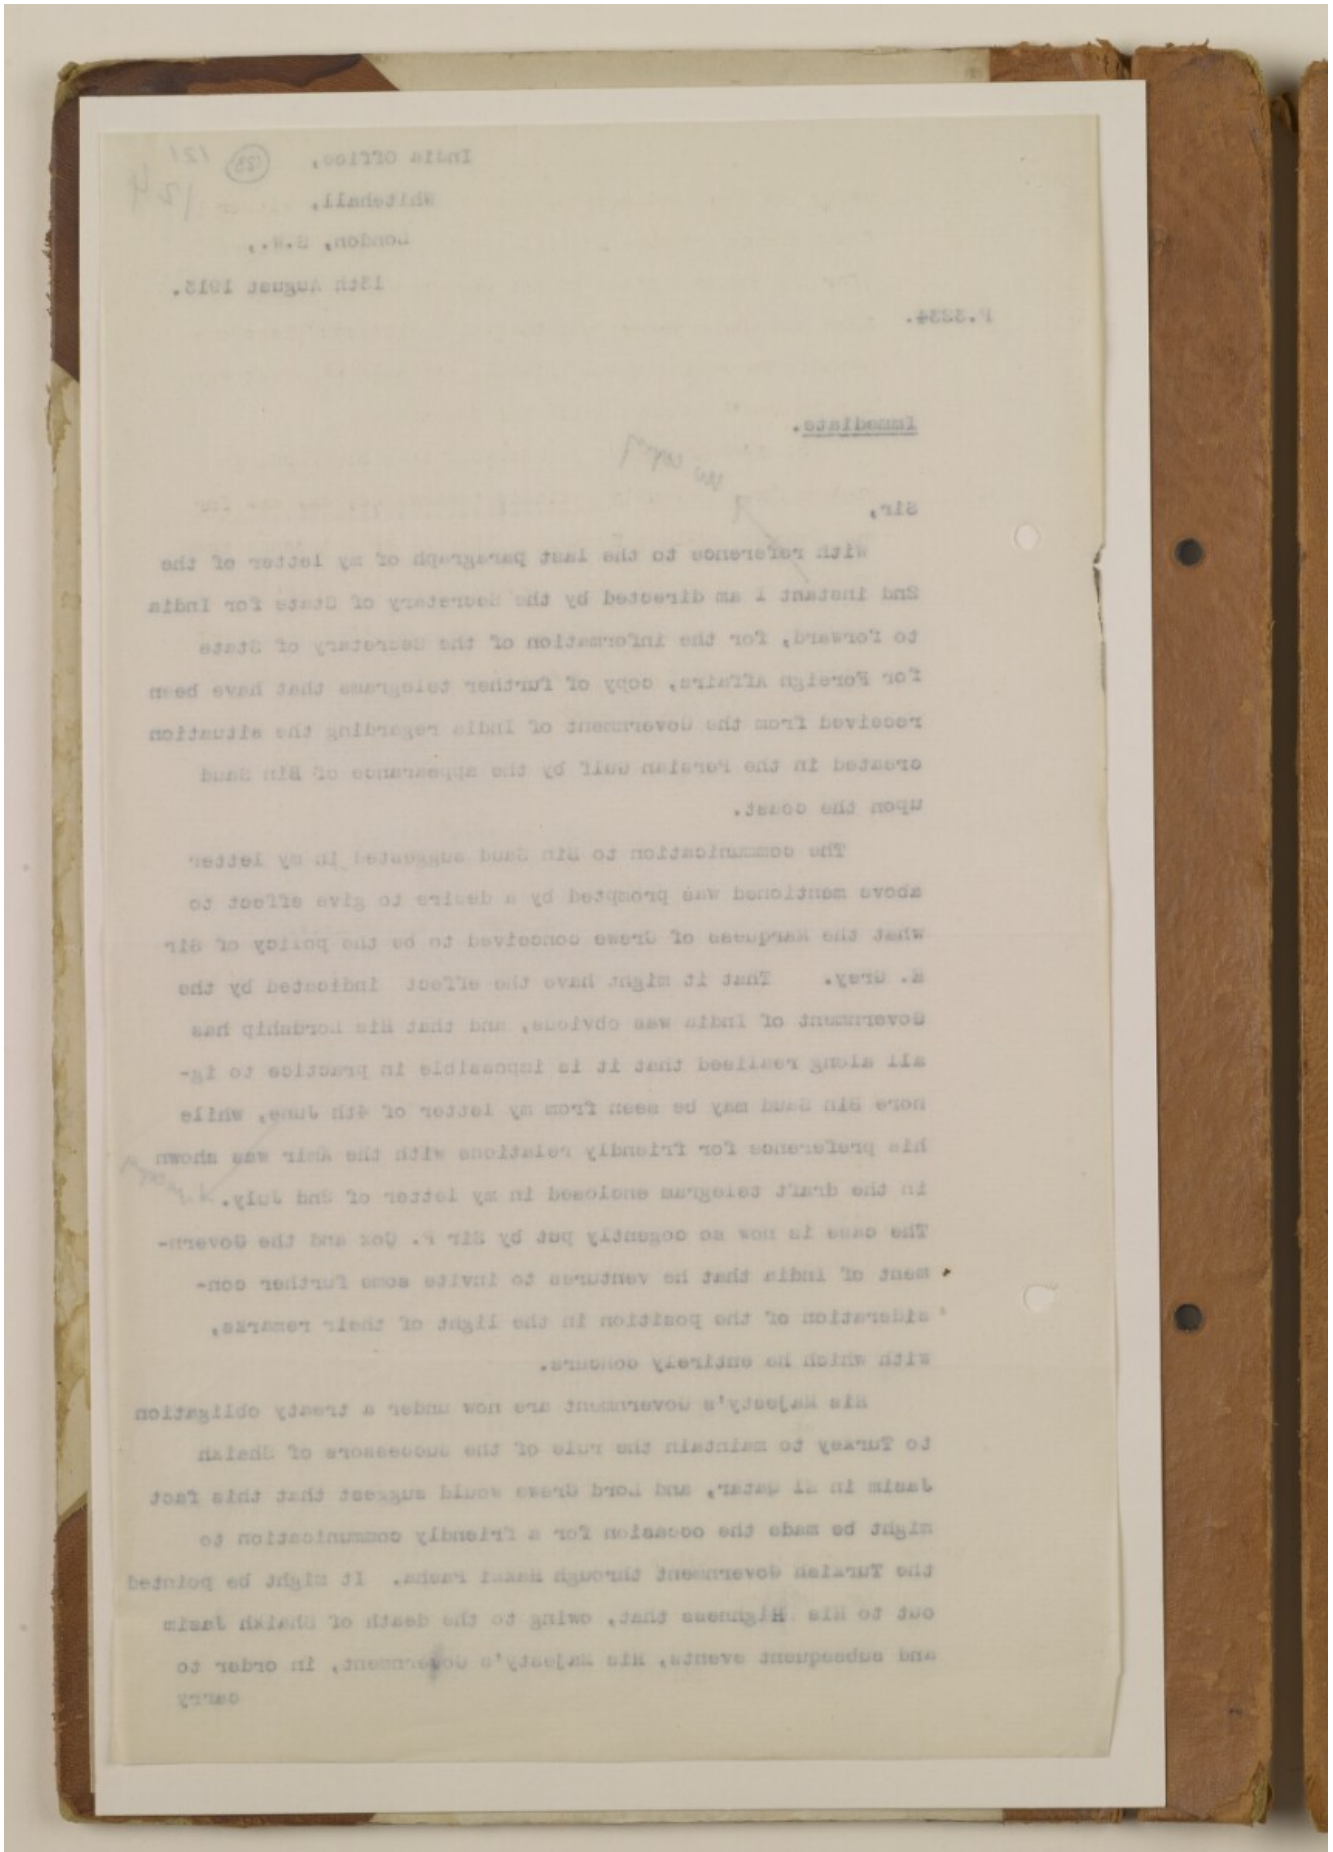 121
23
124
India Office,
Whitehall,
London, S.W.,
13th August 1913.
P.3234.
Immediate.
no copy
Sir,
With reference to the last paragraph of my letter of the
2nd instant I am directed by the Secretary of State for India
to forward, for the information of the Secretary of State
for Foreign Affairs, copy of further telegrams that have been
received from the Government of India regarding the situation
created in the Persian Gulf by the appearance of Bin Saud
upon the coast.
The communication to Bin Saud suggested in my letter
above mentioned was prompted by a desire to give effect to
what the Marquess of Crewe conceived to be the policy of Sir
E. Grey. That it might have the effect indicated by the
Government of India was obvious, and that His Lordship has
all along realised that it is impossible in practice to ig-
nore Bin Saud may be seen from my letter of 4th June, while
his preference for friendly relations with the Amir was shown
in the draft telegram enclosed in my letter of 2nd July.
The case is now so cogently put by Sir P. Cox and the Govern-
ment of India that he ventures to invite some further con-
sideration of the position in the light of their remarks,
with which he entirely concurs.
His Majesty's Government are now under a treaty obligation
to Turkey to maintain the rule of the successors of Shaikh
Jasim in El Qatar, and Lord Crewe would suggest that this fact
might be made the occasion for a friendly communication to
the Turkish Government through Hakki Pasha. It might be pointed
out to His Highness that, owing to the death of Shaikh Jasim
and subsequent events, His Majesty's Government, in order to
carry